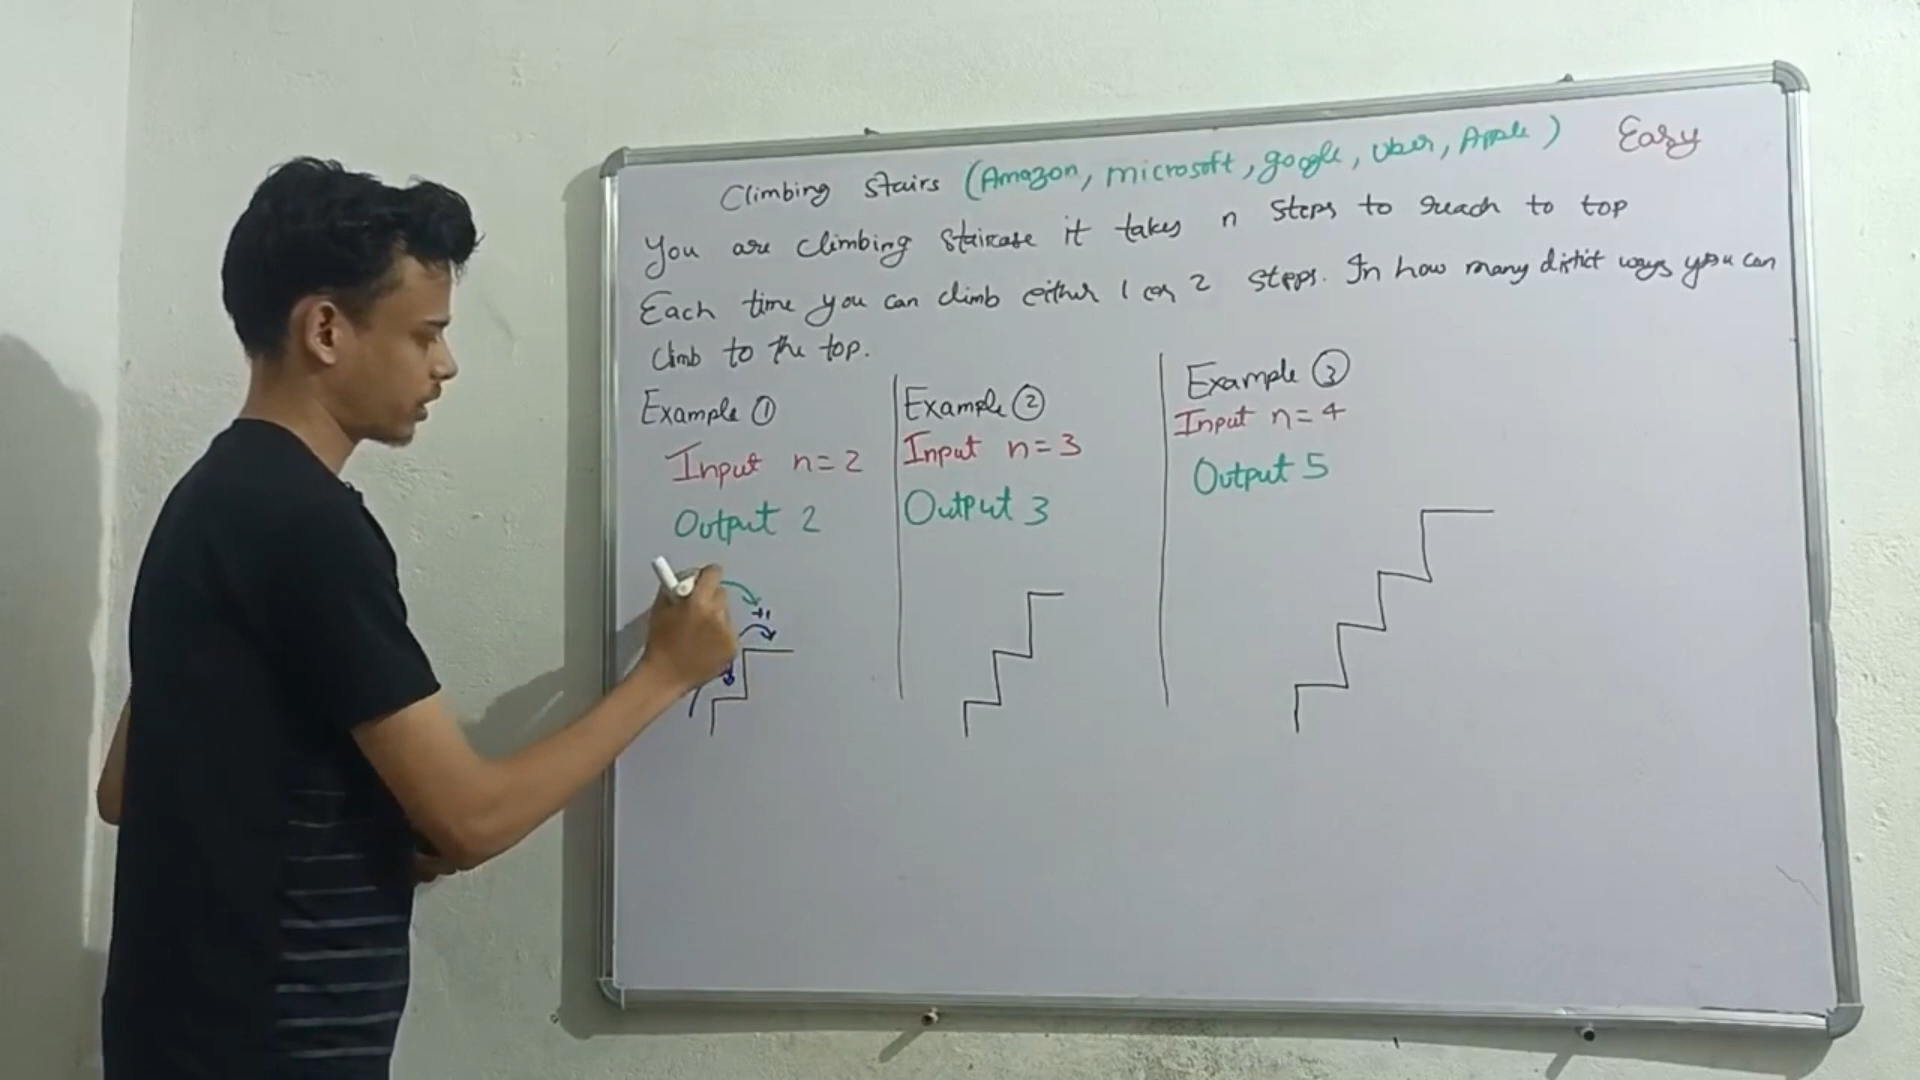 Climbing Stairs (Amazon, microsoft, google, Uber, Apple) Easy
You are climbing staircase it takes n steps to reach to top
Each time you can climb either 1 or 2 steps. In how many distict ways you can
climb to the top.
Example ①
Input n=2
Output 2
+1
Example ②
Input n=3
Output 3
Example ③
Input n=4
Output 5